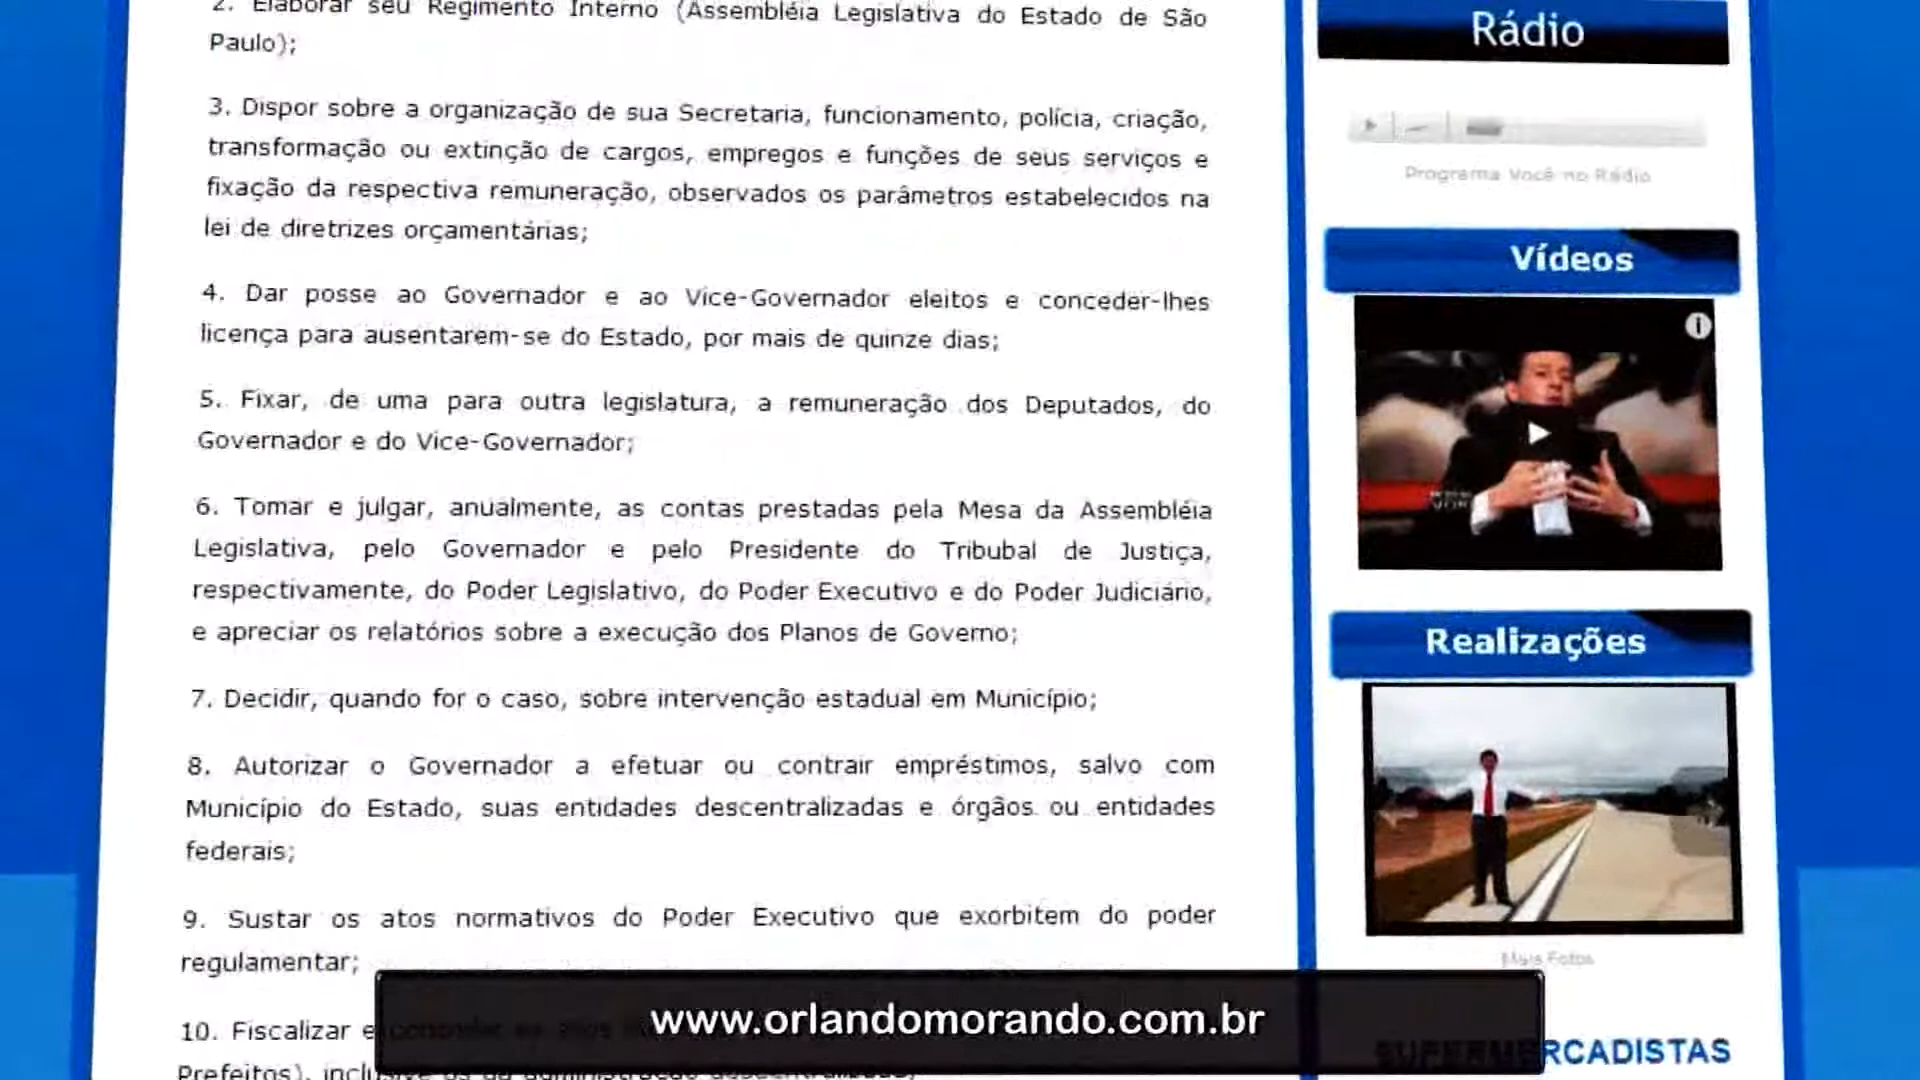 2. Elaborar seu Regimento Interno (Assembléia Legislativa do Estado de São
Paulo);
3. Dispor sobre a organização de sua Secretaria, funcionamento, polícia, criação,
transformação ou extinção de cargos, empregos e funções de seus serviços e
fixação da respectiva remuneração, observados os parâmetros estabelecidos na
lei de diretrizes orçamentárias;
4. Dar posse ao Governador e ao Vice-Governador eleitos e conceder-lhes
licença para ausentarem-se do Estado, por mais de quinze dias;
5. Fixar, de uma para outra legislatura, a remuneração dos Deputados, do
Governador e do Vice-Governador;
6. Tomar e julgar, anualmente, as contas prestadas pela Mesa da Assembléia
Legislativa, pelo Governador e pelo Presidente do Tribubal de Justiça,
respectivamente, do Poder Legislativo, do Poder Executivo e do Poder Judiciário,
e apreciar os relatórios sobre a execução dos Planos de Governo;
7. Decidir, quando for o caso, sobre intervenção estadual em Município;
8. Autorizar o Governador a efetuar ou contrair empréstimos, salvo com
Município do Estado, suas entidades descentralizadas e órgãos ou entidades
federais;
9. Sustar os atos normativos do Poder Executivo que exorbitem do poder
regulamentar;
10. Fiscalizar e
Prefeitos), inclusive os da administração descentralizada;
Rádio
Programa Você no Rádio
Vídeos
Realizações
Mais Fotos
SUPERMERCADISTAS
www.orlandomorando.com.br